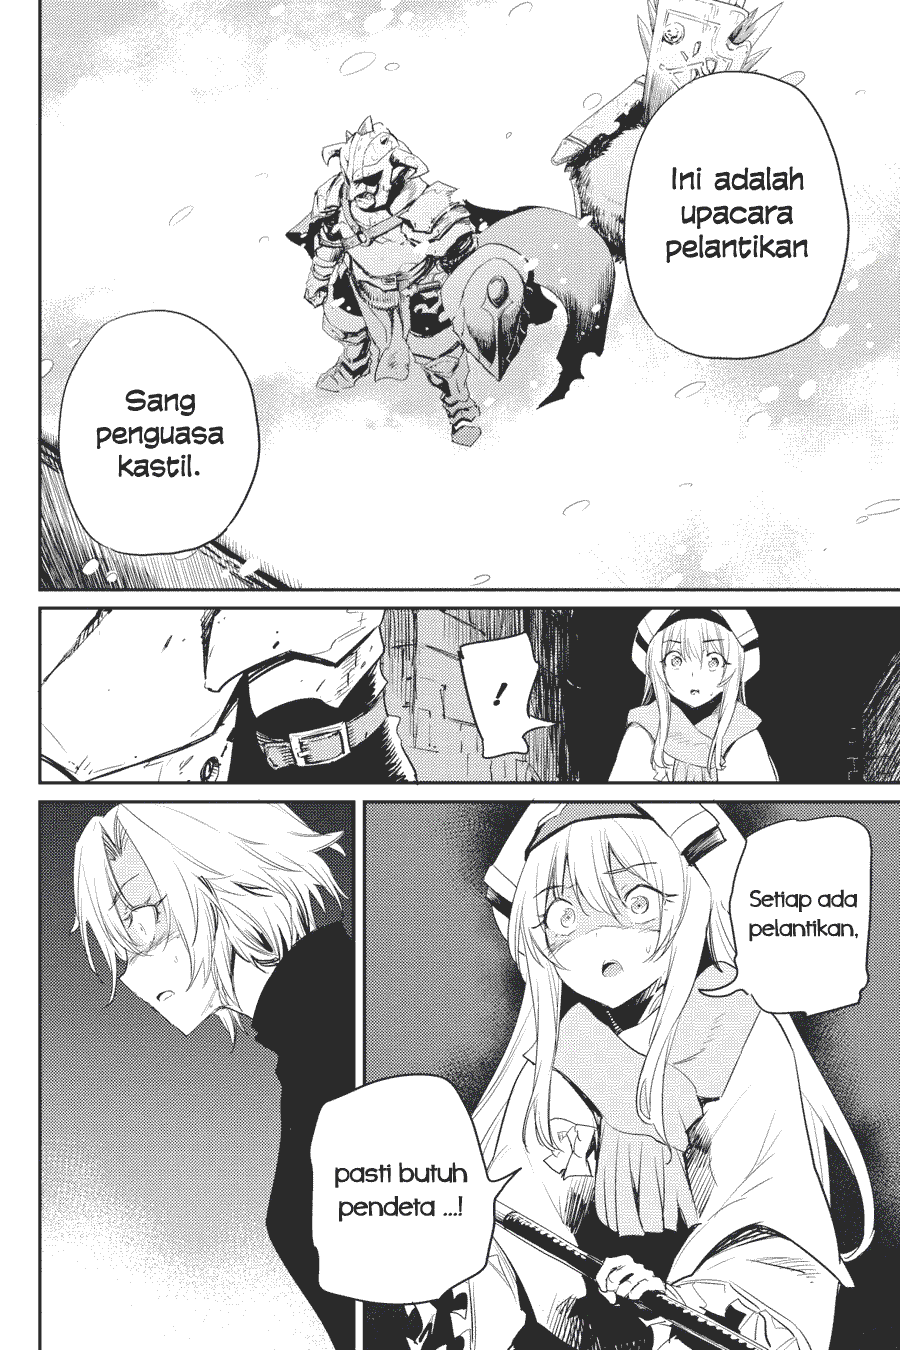 Ini adalah
upacara
pelantikan
Sang
penguasa
kastil.
!
Setiap ada
pelantikan,
pasti butuh
pendeta ...!